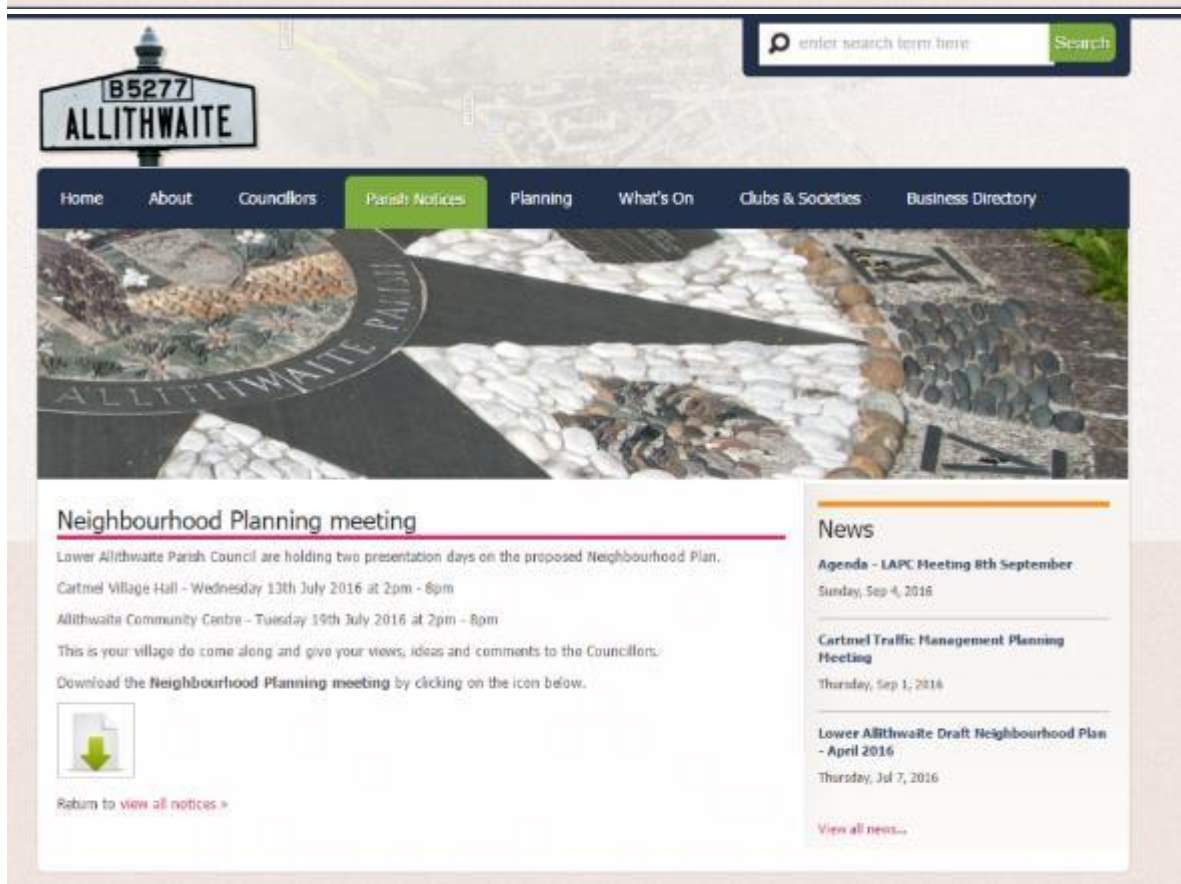 enter search term here
Search
B5277
ALLITHWAITE
Home
About
Councillors
Parish Notices
Planning
What's On
Clubs & Societies
Business Directory
ALLITHWAITE PARISH
Neighbourhood Planning meeting
Lower Allithwaite Parish Council are holding two presentation days on the proposed Neighbourhood Plan.
Cartmel Village Hall - Wednesday 13th July 2016 at 2pm - 8pm
Allithwaite Community Centre - Tuesday 19th July 2016 at 2pm - 8pm
This is your village do come along and give your views, ideas and comments to the Councillors.
Download the Neighbourhood Planning meeting by clicking on the icon below.
Return to view all notices »
News
Agenda - LAPC Meeting 8th September
Sunday, Sep 4, 2016
Cartmel Traffic Management Planning
Meeting
Thursday, Sep 1, 2016
Lower Allithwaite Draft Neighbourhood Plan
- April 2016
Thursday, Jul 7, 2016
View all news...